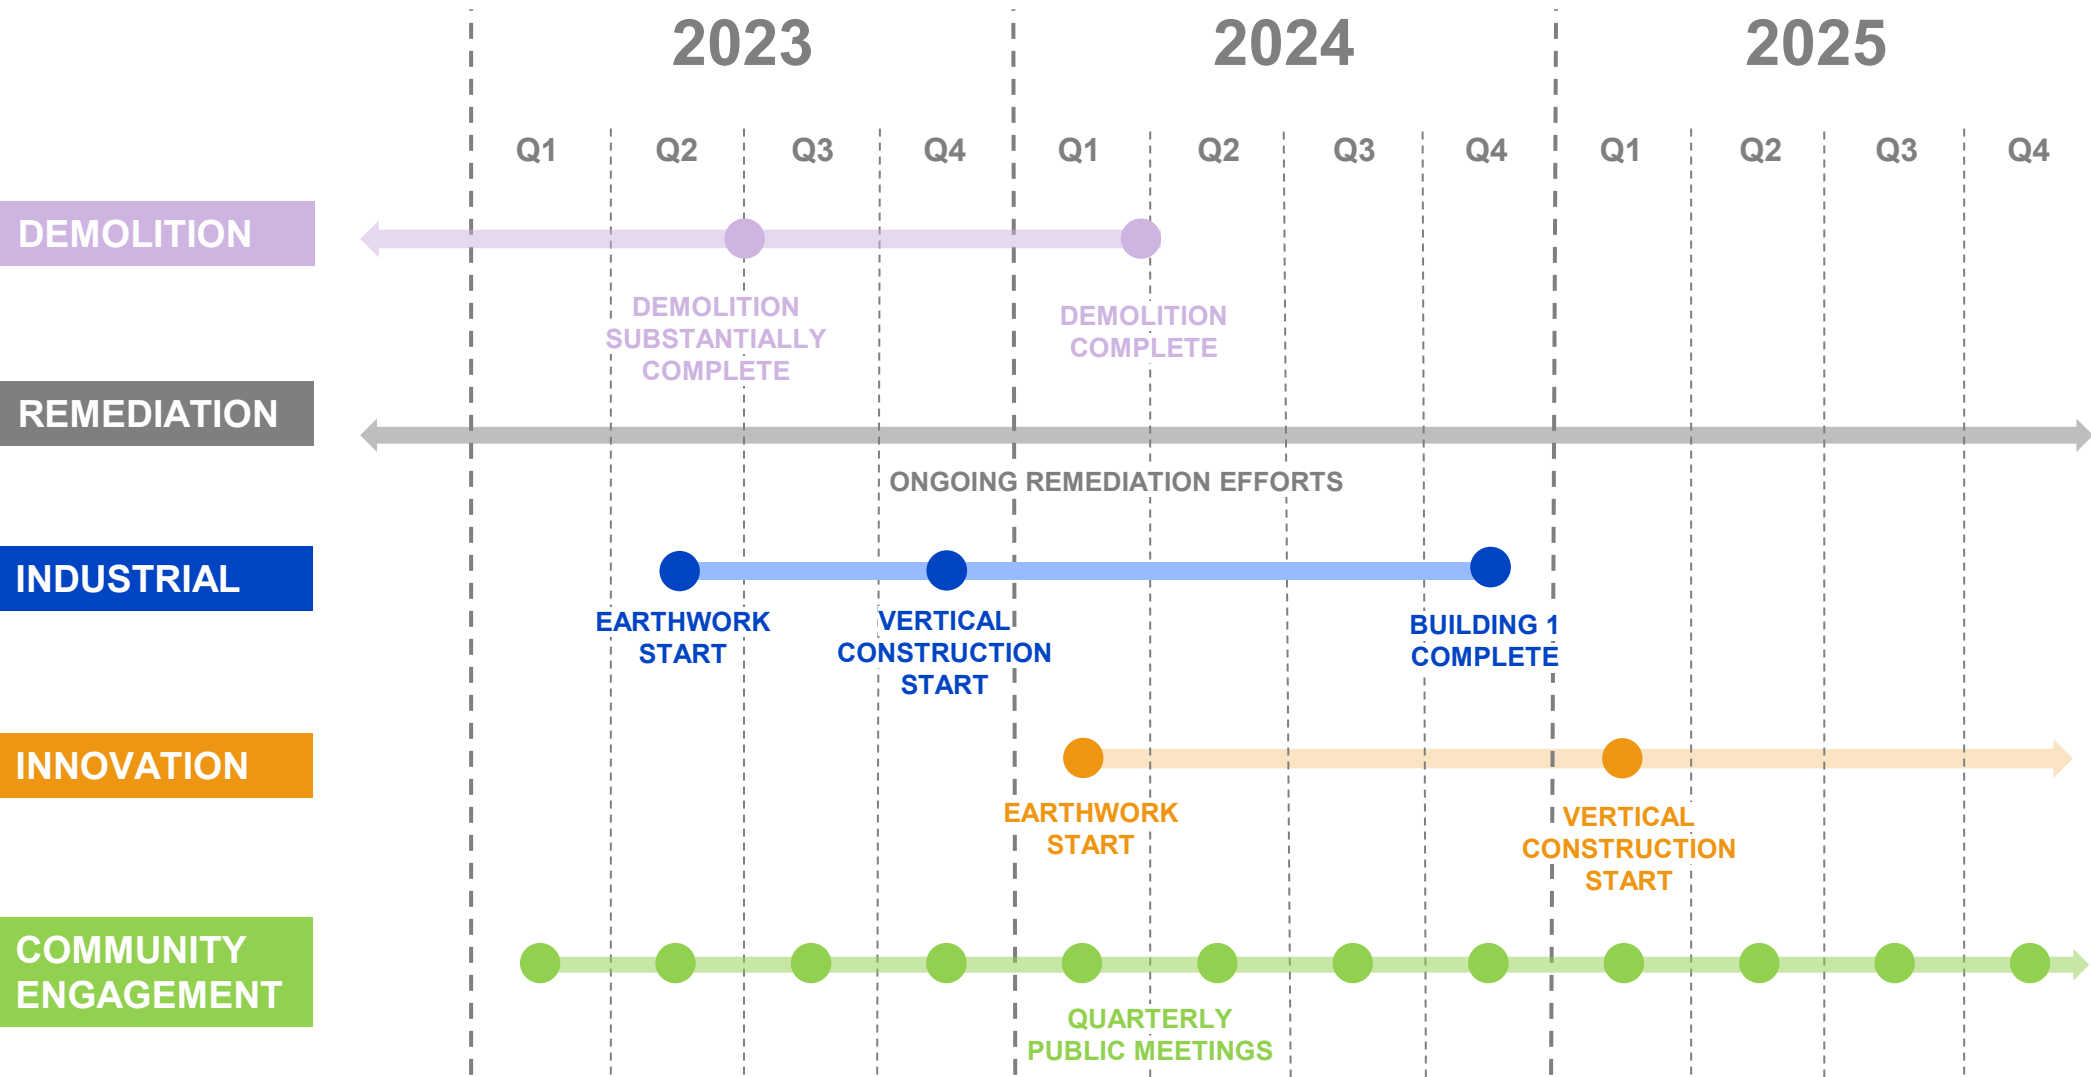 2023
2024
2025
Q1
Q2
Q3
Q4
Q1
Q2
Q3
Q4
Q1
Q2
Q3
Q4
DEMOLITION
DEMOLITION
SUBSTANTIALLY
COMPLETE
DEMOLITION
COMPLETE
REMEDIATION
ONGOING REMEDIATION EFFORTS
INDUSTRIAL
EARTHWORK
START
VERTICAL
CONSTRUCTION
START
BUILDING 1
COMPLETE
INNOVATION
EARTHWORK
START
VERTICAL
CONSTRUCTION
START
COMMUNITY
ENGAGEMENT
QUARTERLY
PUBLIC MEETINGS